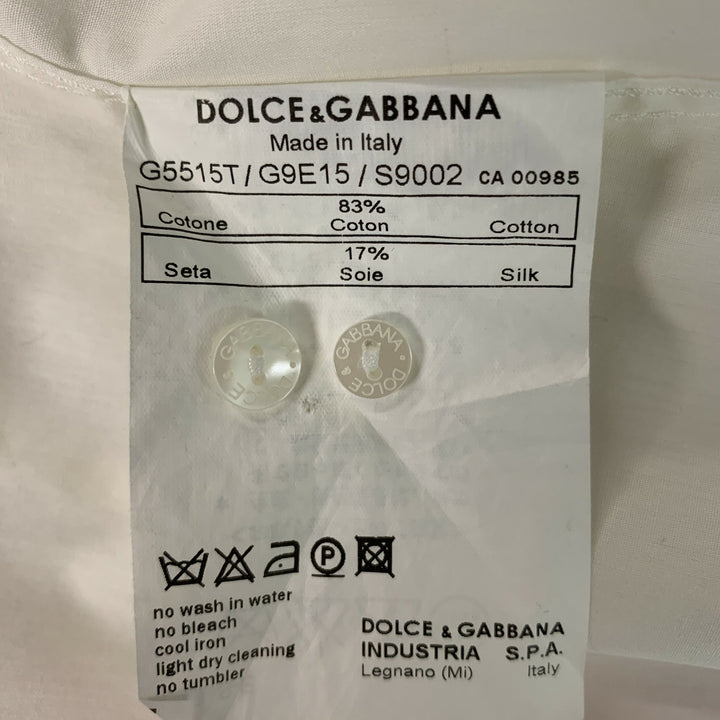 DOLCE&GABBANA
Made in Italy
G5515T / G9E15 / S9002 CA 00985
83%
Cotone Coton Cotton
17%
Seta Soie Silk
GABBANA DOLCE &
GABBANA DOLCE &
P
no wash in water
no bleach
cool iron
light dry cleaning
no tumbler
DOLCE & GABBANA
INDUSTRIA S.P.A.
Legnano (Mi) Italy